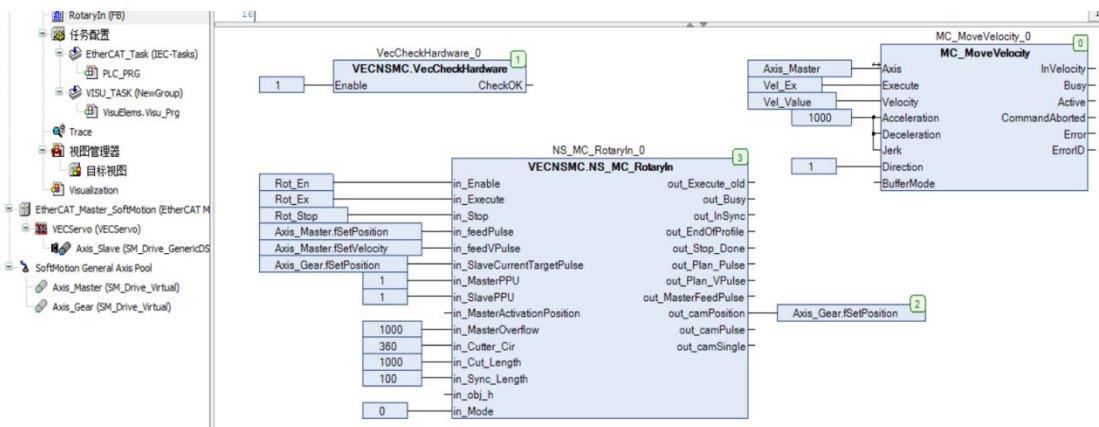 RotaryIn (FB)
任务配置
EtherCAT_Task (IEC-Tasks)
PLC_PRG
VISU_TASK (NewGroup)
VisuElems.Visu_Prg
Trace
视图管理器
目标视图
Visualization
EtherCAT_Master_SoftMotion (EtherCAT M
VECServo (VECServo)
Axis_Slave (SM_Drive_GenericDS
SoftMotion General Axis Pool
Axis_Master (SM_Drive_Virtual)
Axis_Gear (SM_Drive_Virtual)
VecCheckHardware_0
1
VECNSMC.VecCheckHardware
1 Enable CheckOK
MC_MoveVelocity_0
0
MC_MoveVelocity
Axis_Master Axis InVelocity
Vel_Ex Execute Busy
Vel_Value Velocity Active
1000 Acceleration CommandAborted
Deceleration Error
Jerk ErrorID
1 Direction
BufferMode
NS_MC_RotaryIn_0
3
VECNSMC.NS_MC_RotaryIn
Rot_En in_Enable out_Execute_old
Rot_Ex in_Execute out_Busy
Rot_Stop in_Stop out_InSync
Axis_Master.fSetPosition in_feedPulse out_EndOfProfile
Axis_Master.fSetVelocity in_feedVPulse out_Stop_Done
Axis_Gear.fSetPosition in_SlaveCurrentTargetPulse out_Plan_Pulse
1 in_MasterPPU out_Plan_VPulse
1 in_SlavePPU out_MasterFeedPulse
in_MasterActivationPosition out_camPosition Axis_Gear.fSetPosition 2
1000 in_MasterOverflow out_camPulse
360 in_Cutter_Cir out_camSingle
1000 in_Cut_Length
100 in_Sync_Length
in_obj_h
0 in_Mode